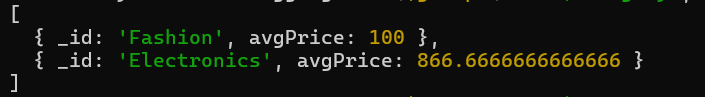 [
  { _id: 'Fashion', avgPrice: 100 },
  { _id: 'Electronics', avgPrice: 866.6666666666666 }
]